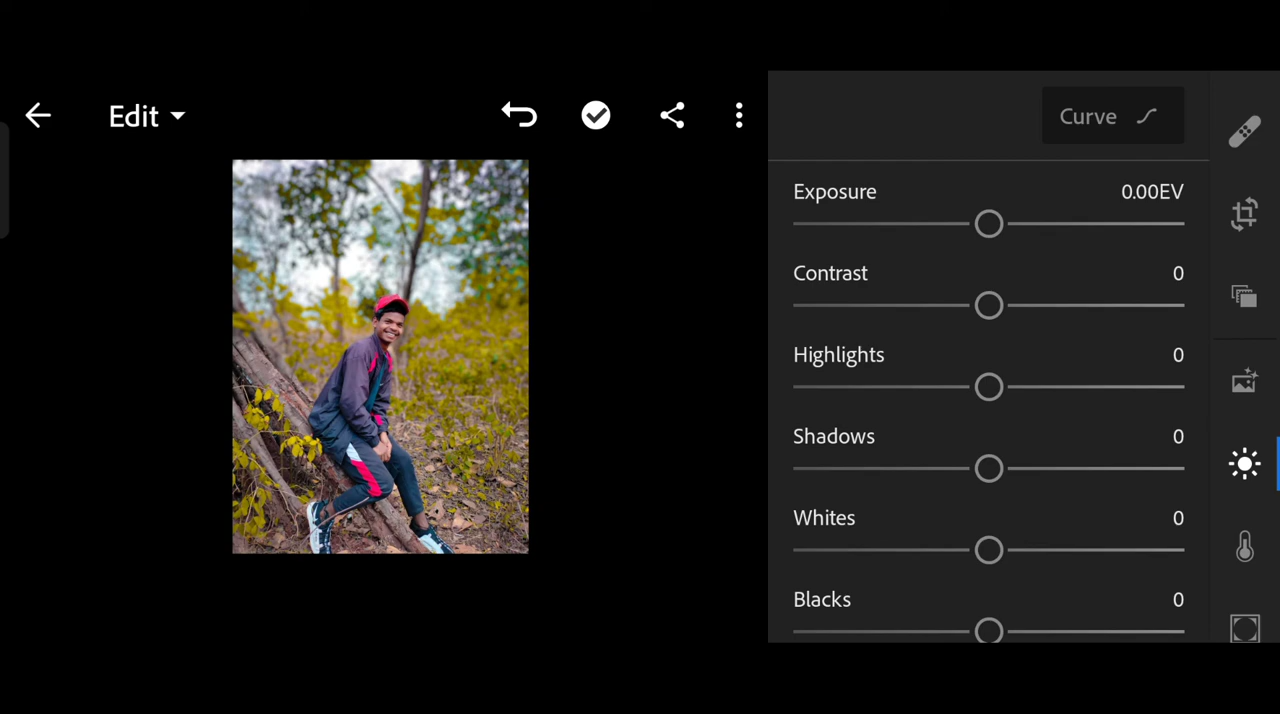 Edit
Curve
Exposure 0.00EV
Contrast 0
Highlights 0
Shadows 0
Whites 0
Blacks 0